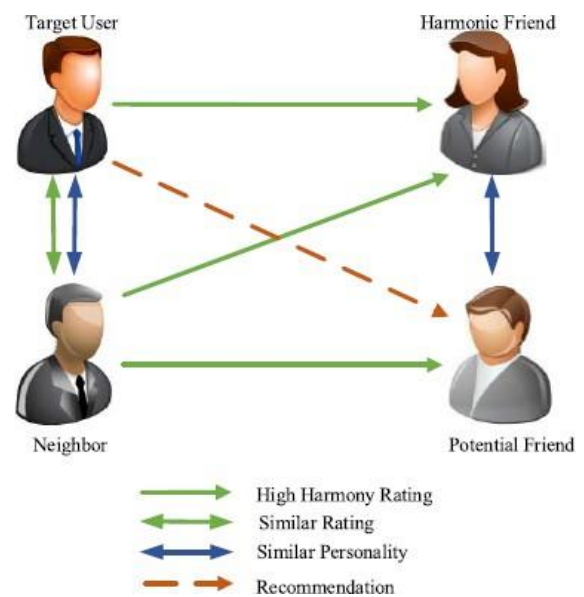 Target User
Harmonic Friend
Neighbor
Potential Friend
High Harmony Rating
Similar Rating
Similar Personality
Recommendation